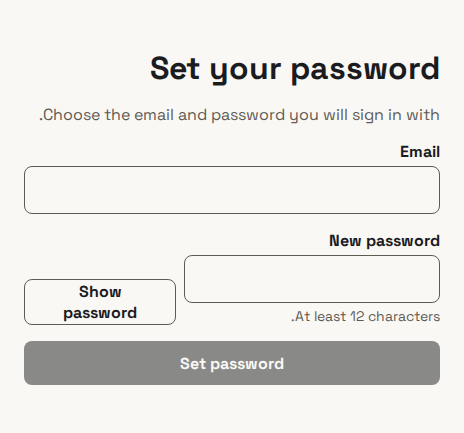 Set your password
.Choose the email and password you will sign in with
Email
New password
Show
password
.At least 12 characters
Set password